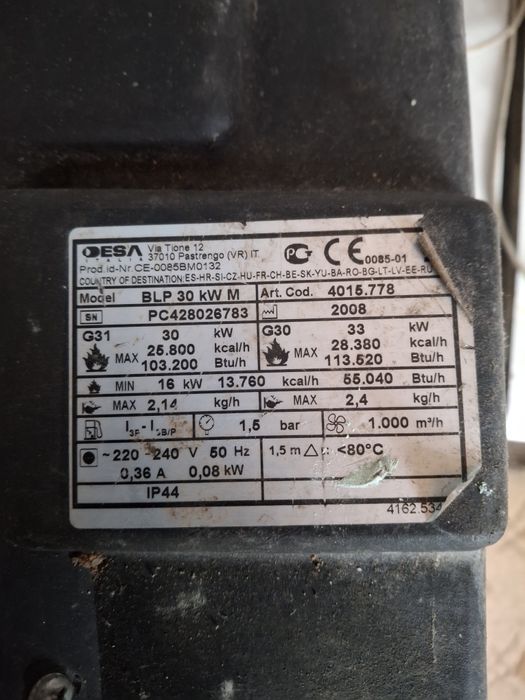 DESA Via Tione 12
ITALIA 37010 Pastrengo (VR) IT
Prod.id-Nr.CE-0085BM0132 CE 0085-01
COUNTRY OF DESTINATION:ES-HR-SI-CZ-HU-FR-CH-BE-SK-YU-BA-RO-BG-LT-LV-EE-RU
Model BLP 30 kW M Art. Cod. 4015.778
SN PC428026783 2008
G31 30 kW G30 33 kW
MAX 25.800 kcal/h MAX 28.380 kcal/h
103.200 Btu/h 113.520 Btu/h
MIN 16 kW 13.760 kcal/h 55.040 Btu/h
MAX 2,14 kg/h MAX 2,4 kg/h
I3P - I3B/P 1,5 bar 1.000 m³/h
~220 240 V 50 Hz 1,5 m △ <80°C
0,36 A 0,08 kW
IP44
4162.534